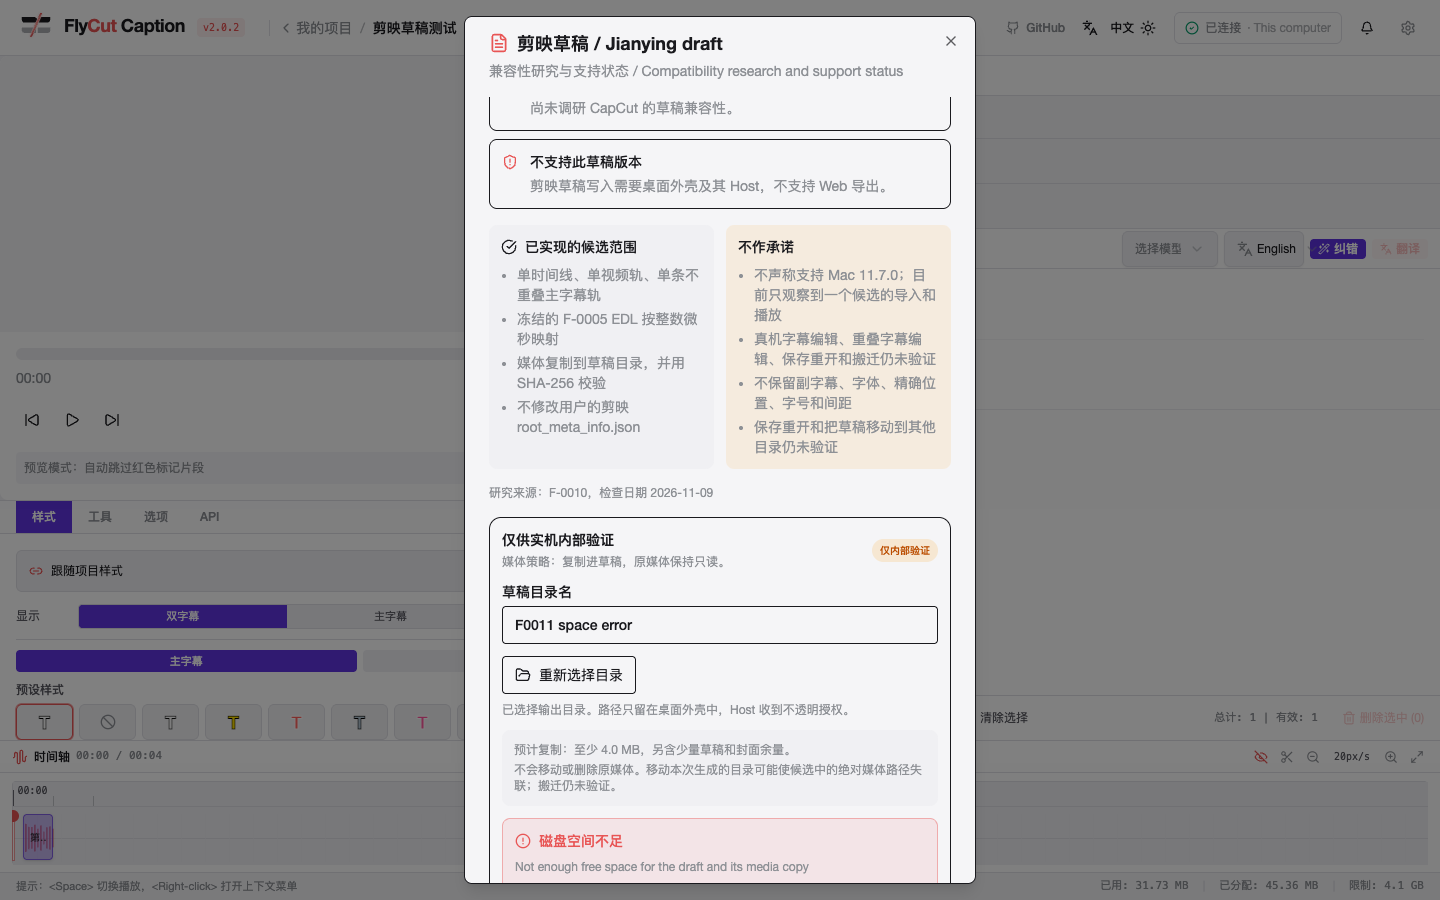 FlyCut Caption
v2.0.2
我的项目 / 剪映草稿测试
GitHub
中文
已连接 · This computer
剪映草稿 / Jianying draft
兼容性研究与支持状态 / Compatibility research and support status
尚未调研 CapCut 的草稿兼容性。
不支持此草稿版本
剪映草稿写入需要桌面外壳及其 Host，不支持 Web 导出。
已实现的候选范围
单时间线、单视频轨、单条不
重叠主字幕轨
冻结的 F-0005 EDL 按整数微
秒映射
媒体复制到草稿目录，并用
SHA-256 校验
不修改用户的剪映
root_meta_info.json
不作承诺
不声称支持 Mac 11.7.0；目
前只观察到一个候选的导入和
播放
真机字幕编辑、重叠字幕编
辑、保存重开和搬迁仍未验证
不保留副字幕、字体、精确位
置、字号和间距
保存重开和把草稿移动到其他
目录仍未验证
研究来源：F-0010，检查日期 2026-11-09
仅供实机内部验证
媒体策略：复制进草稿，原媒体保持只读。
仅内部验证
草稿目录名
F0011 space error
重新选择目录
已选择输出目录。路径只留在桌面外壳中，Host 收到不透明授权。
预计复制：至少 4.0 MB，另含少量草稿和封面余量。
不会移动或删除原媒体。移动本次生成的目录可能使候选中的绝对媒体路径失
联；搬迁仍未验证。
磁盘空间不足
Not enough free space for the draft and its media copy
选择模型
English
纠错
翻译
00:00
预览模式：自动跳过红色标记片段
样式
工具
选项
API
跟随项目样式
显示
双字幕
主字幕
主字幕
预设样式
清除选择
总计: 1 | 有效: 1
删除选中 (0)
时间轴 00:00 / 00:04
20px/s
00:00
第...
提示：<Space> 切换播放，<Right-click> 打开上下文菜单
已用: 31.73 MB
已分配: 45.36 MB
限制: 4.1 GB